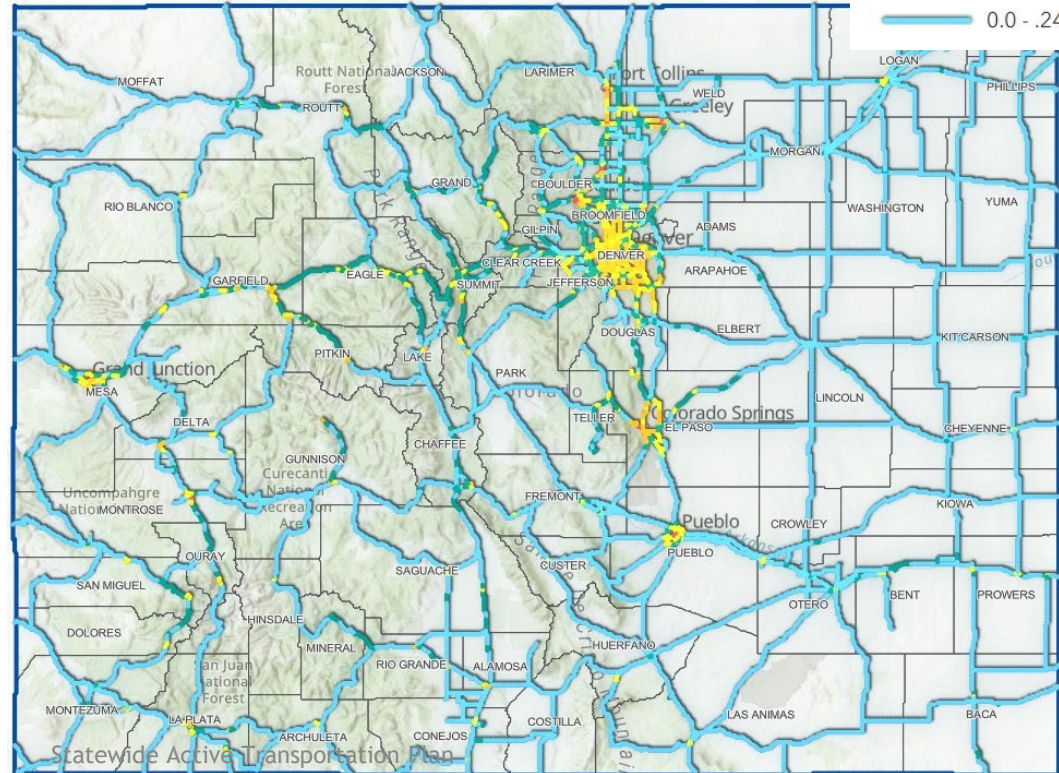 0.0 - .24
LOGAN
MOFFAT
Routt National
Forest
JACKSON
LARIMER
Fort Collins
PHILLIPS
WELD
Greeley
ROUTT
MORGAN
GRAND
BOULDER
RIO BLANCO
WASHINGTON
YUMA
Park Range
BROOMFIELD
GILPIN
ADAMS
Denver
DENVER
CLEAR CREEK
EAGLE
GARFIELD
SUMMIT
JEFFERSON
ARAPAHOE
DOUGLAS
ELBERT
KIT CARSON
PITKIN
LAKE
Grand Junction
MESA
PARK
Colorado
LINCOLN
TELLER
Colorado Springs
EL PASO
DELTA
CHEYENNE
CHAFFEE
GUNNISON
Curecanti
National
Recreation
Area
Uncompahgre
National
MONTROSE
FREMONT
KIOWA
Pueblo
CROWLEY
Arkansas
PUEBLO
OURAY
SAGUACHE
CUSTER
SAN MIGUEL
BENT
PROWERS
OTERO
HINSDALE
DOLORES
MINERAL
HUERFANO
RIO GRANDE
ALAMOSA
San Juan
National
Forest
MONTEZUMA
LA PLATA
ARCHULETA
CONEJOS
COSTILLA
LAS ANIMAS
BACA
Statewide Active Transportation Plan